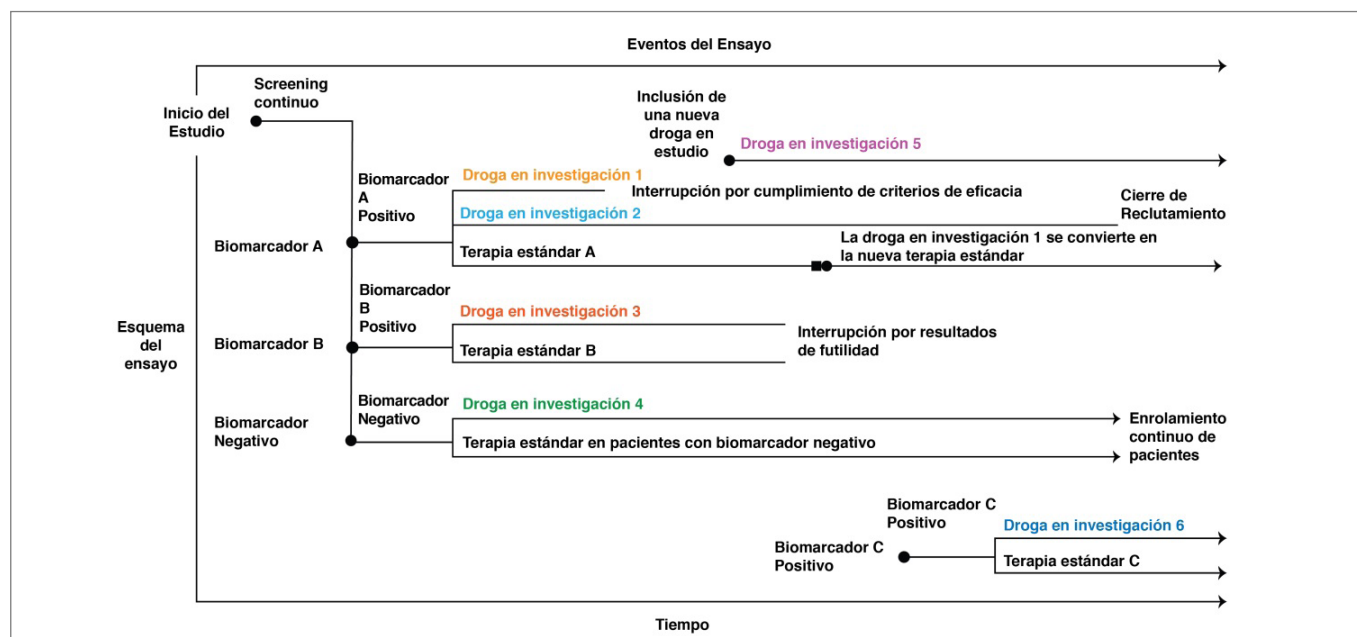 Eventos del Ensayo
Screening
continuo
Inicio del
Estudio
Inclusión de
una nueva
droga en
estudio
Droga en investigación 5
Biomarcador
A
Positivo
Droga en investigación 1
Interrupción por cumplimiento de criterios de eficacia
Droga en investigación 2
Cierre de
Reclutamiento
Biomarcador A
Terapia estándar A
La droga en investigación 1 se convierte en
la nueva terapia estándar
Biomarcador
B
Positivo
Droga en investigación 3
Esquema
del
ensayo
Biomarcador B
Terapia estándar B
Interrupción por resultados
de futilidad
Biomarcador
Negativo
Biomarcador
Negativo
Droga en investigación 4
Terapia estándar en pacientes con biomarcador negativo
Enrolamiento
continuo de
pacientes
Biomarcador C
Positivo
Biomarcador C
Positivo
Droga en investigación 6
Terapia estándar C
Tiempo